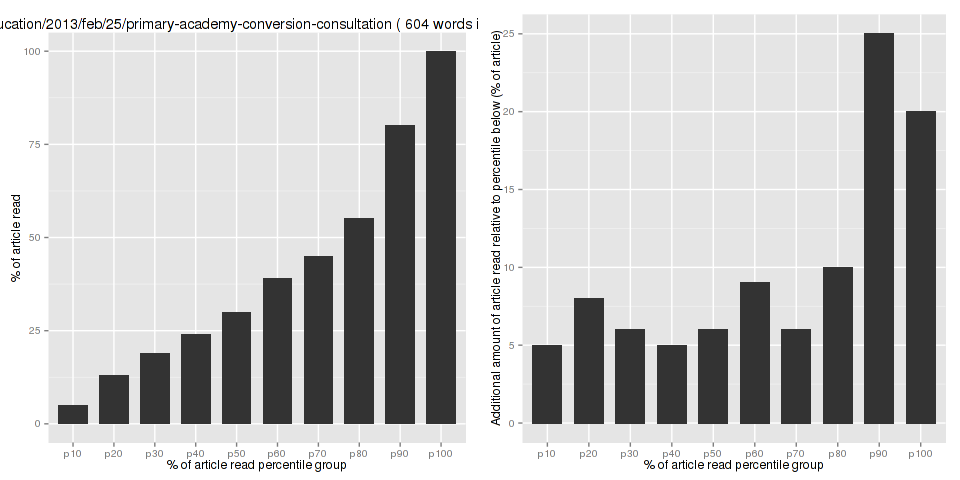 ucation/2013/feb/25/primary-academy-conversion-consultation ( 604 words i
% of article read
100
75
50
25
0
p10 p20 p30 p40 p50 p60 p70 p80 p90 p100
% of article read percentile group
Additional amount of article read relative to percentile below (% of article)
25
20
15
10
5
0
p10 p20 p30 p40 p50 p60 p70 p80 p90 p100
% of article read percentile group